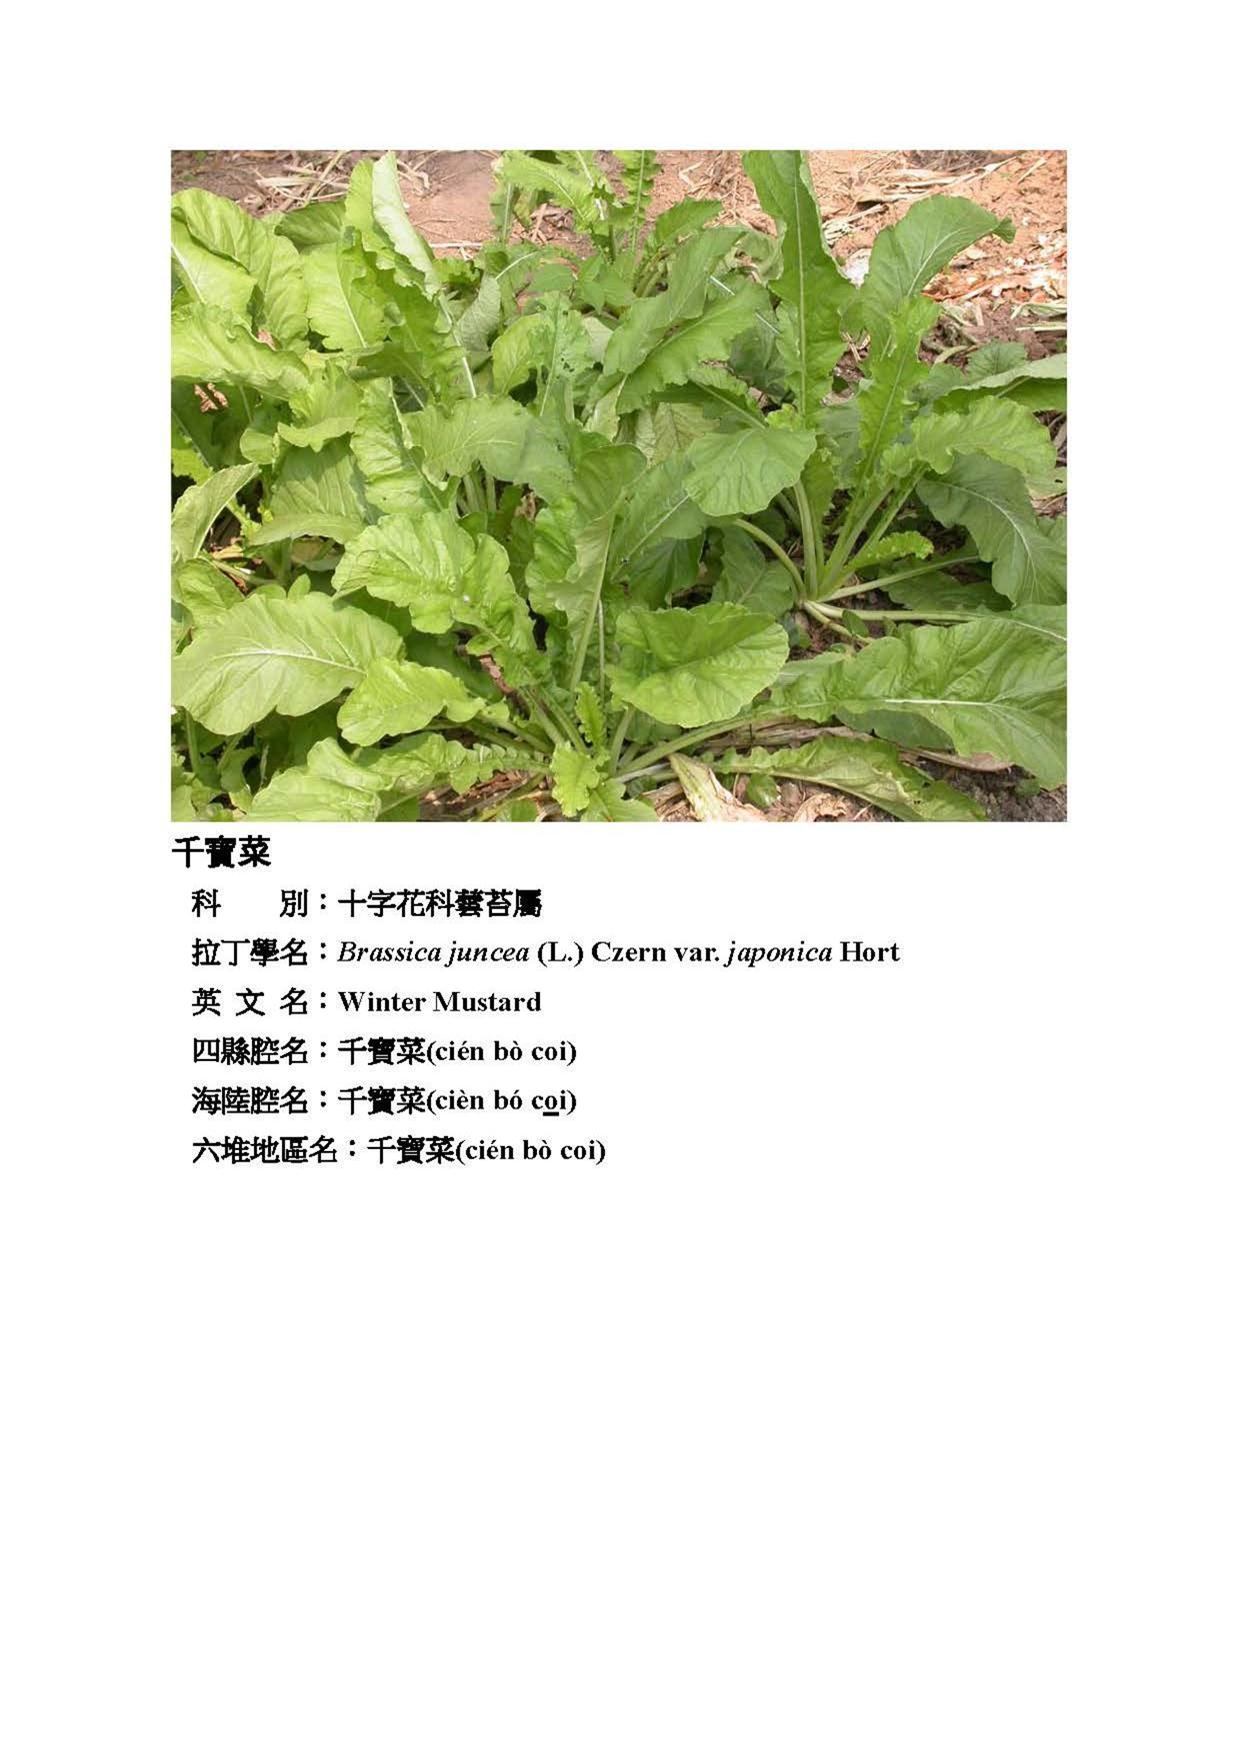 千寶菜
科　　別：十字花科蕓苔屬
拉丁學名：Brassica juncea (L.) Czern var. japonica Hort
英 文 名：Winter Mustard
四縣腔名：千寶菜(cién bò coi)
海陸腔名：千寶菜(cièn bó co̲i)
六堆地區名：千寶菜(cién bò coi)